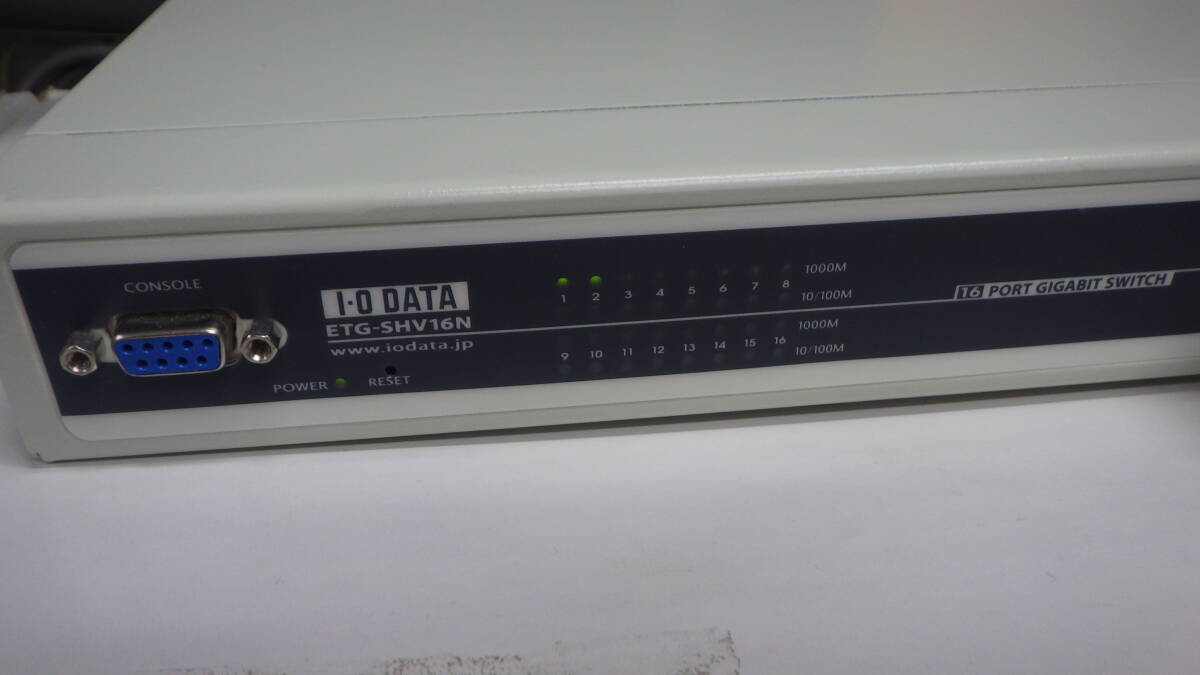 CONSOLE
I·O DATA
ETG-SHV16N
www.iodata.jp
POWER
RESET
1 2 3 4 5 6 7 8
1000M
10/100M
9 10 11 12 13 14 15 16
1000M
10/100M
16 PORT GIGABIT SWITCH